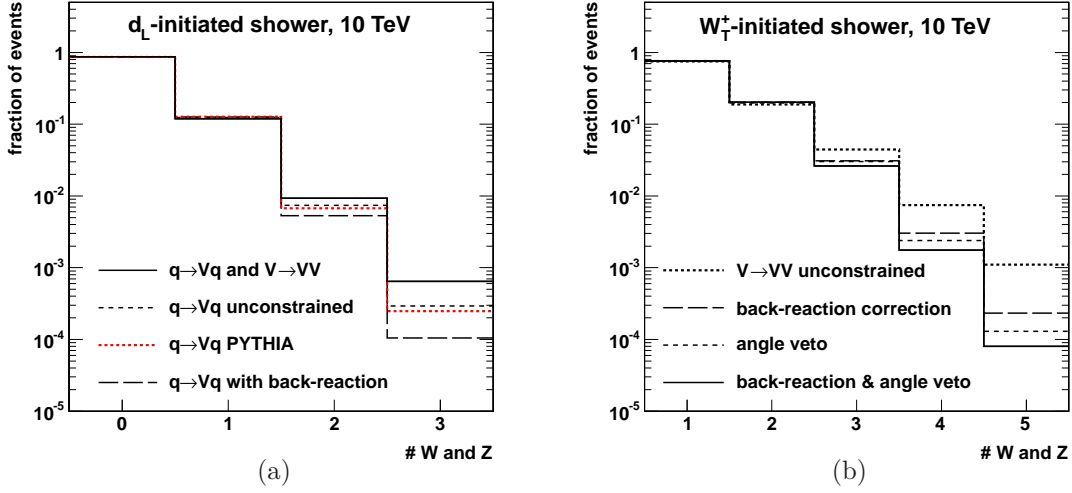 d_L-initiated shower, 10 TeV
fraction of events
1
10^-1
10^-2
10^-3
10^-4
10^-5
q→Vq and V→VV
q→Vq unconstrained
q→Vq PYTHIA
q→Vq with back-reaction
0 1 2 3
# W and Z
(a)
W_T^+-initiated shower, 10 TeV
fraction of events
1
10^-1
10^-2
10^-3
10^-4
10^-5
V→VV unconstrained
back-reaction correction
angle veto
back-reaction & angle veto
1 2 3 4 5
# W and Z
(b)